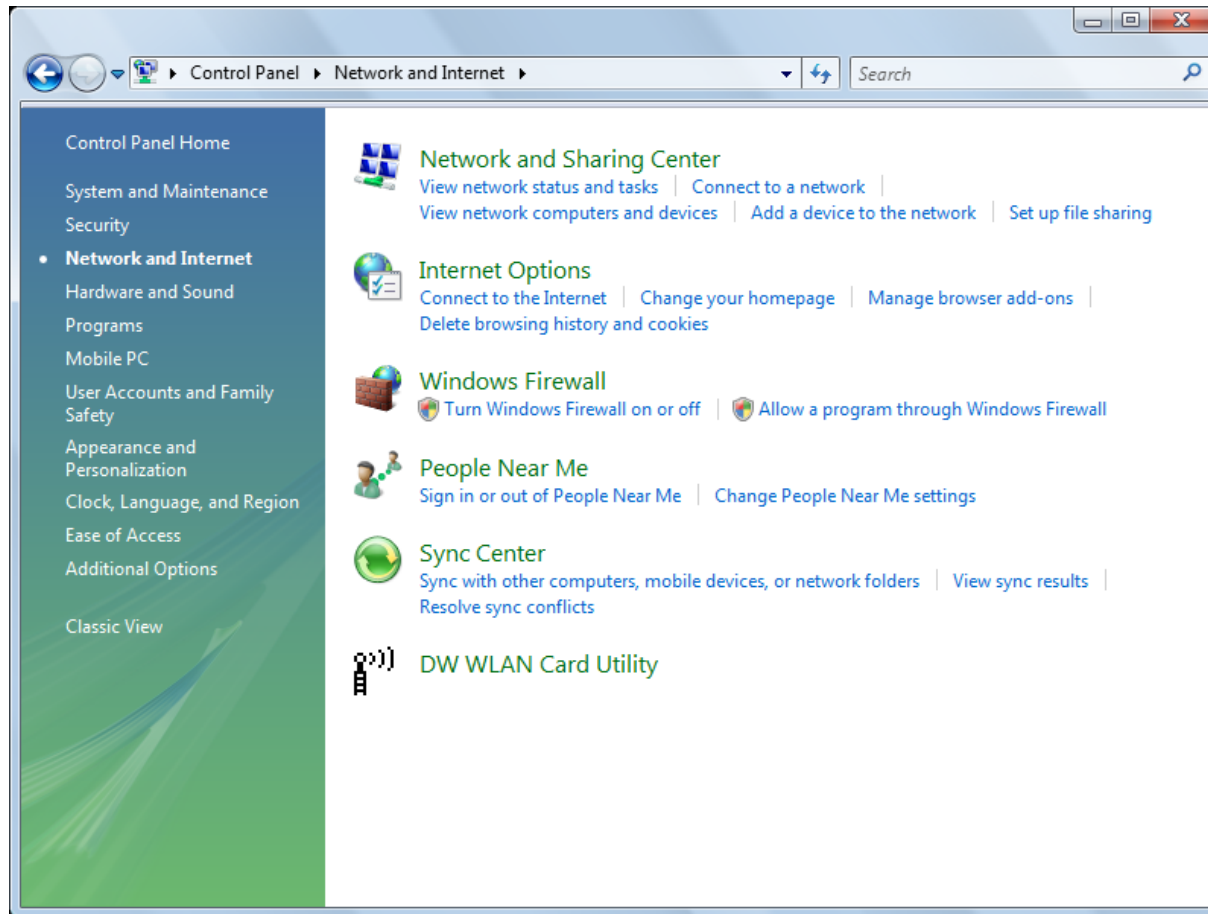 Control Panel Network and Internet Search
Control Panel Home
System and Maintenance
Security
Network and Internet
Hardware and Sound
Programs
Mobile PC
User Accounts and Family
Safety
Appearance and
Personalization
Clock, Language, and Region
Ease of Access
Additional Options
Classic View
Network and Sharing Center
View network status and tasks Connect to a network
View network computers and devices Add a device to the network Set up file sharing
Internet Options
Connect to the Internet Change your homepage Manage browser add-ons
Delete browsing history and cookies
Windows Firewall
Turn Windows Firewall on or off Allow a program through Windows Firewall
People Near Me
Sign in or out of People Near Me Change People Near Me settings
Sync Center
Sync with other computers, mobile devices, or network folders View sync results
Resolve sync conflicts
DW WLAN Card Utility